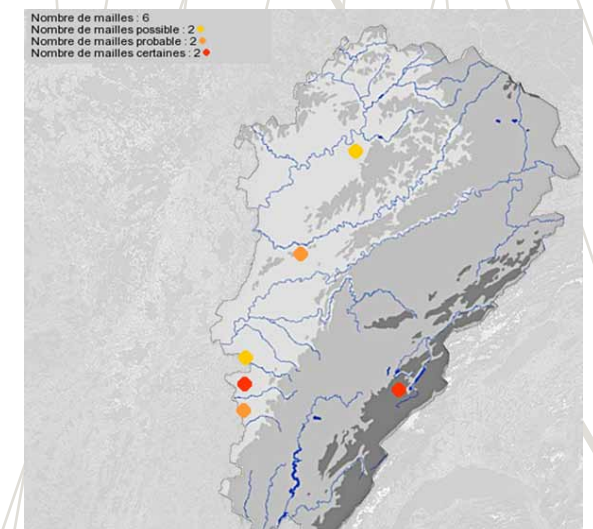 Nombre de mailles : 6
Nombre de mailles possible : 2
Nombre de mailles probable : 2
Nombre de mailles certaines : 2